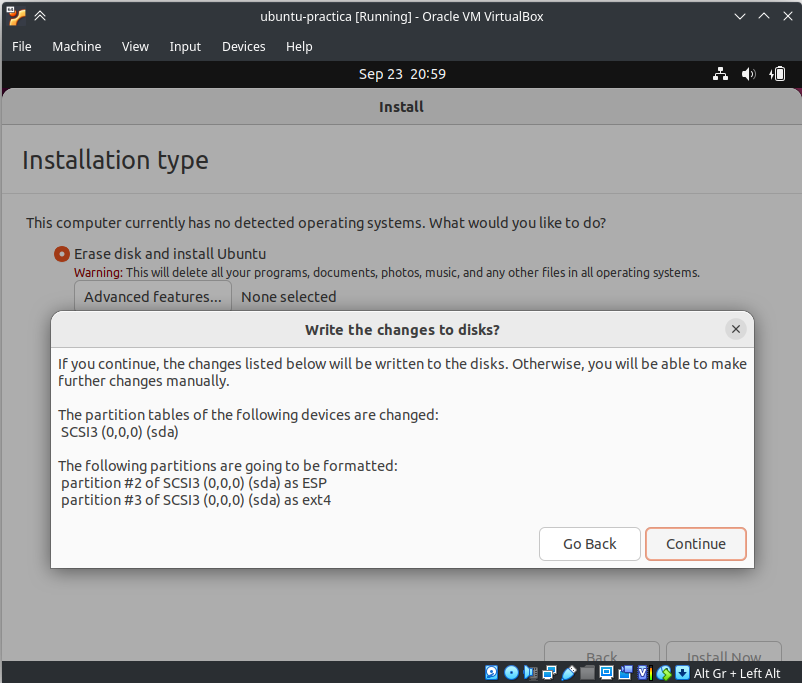 ubuntu-practica [Running] - Oracle VM VirtualBox
File Machine View Input Devices Help
Sep 23 20:59
Install
Installation type
This computer currently has no detected operating systems. What would you like to do?
Erase disk and install Ubuntu
Warning: This will delete all your programs, documents, photos, music, and any other files in all operating systems.
Advanced features... None selected
Write the changes to disks?
If you continue, the changes listed below will be written to the disks. Otherwise, you will be able to make
further changes manually.
The partition tables of the following devices are changed:
SCSI3 (0,0,0) (sda)
The following partitions are going to be formatted:
partition #2 of SCSI3 (0,0,0) (sda) as ESP
partition #3 of SCSI3 (0,0,0) (sda) as ext4
Go Back Continue
Back Install Now
Alt Gr + Left Alt